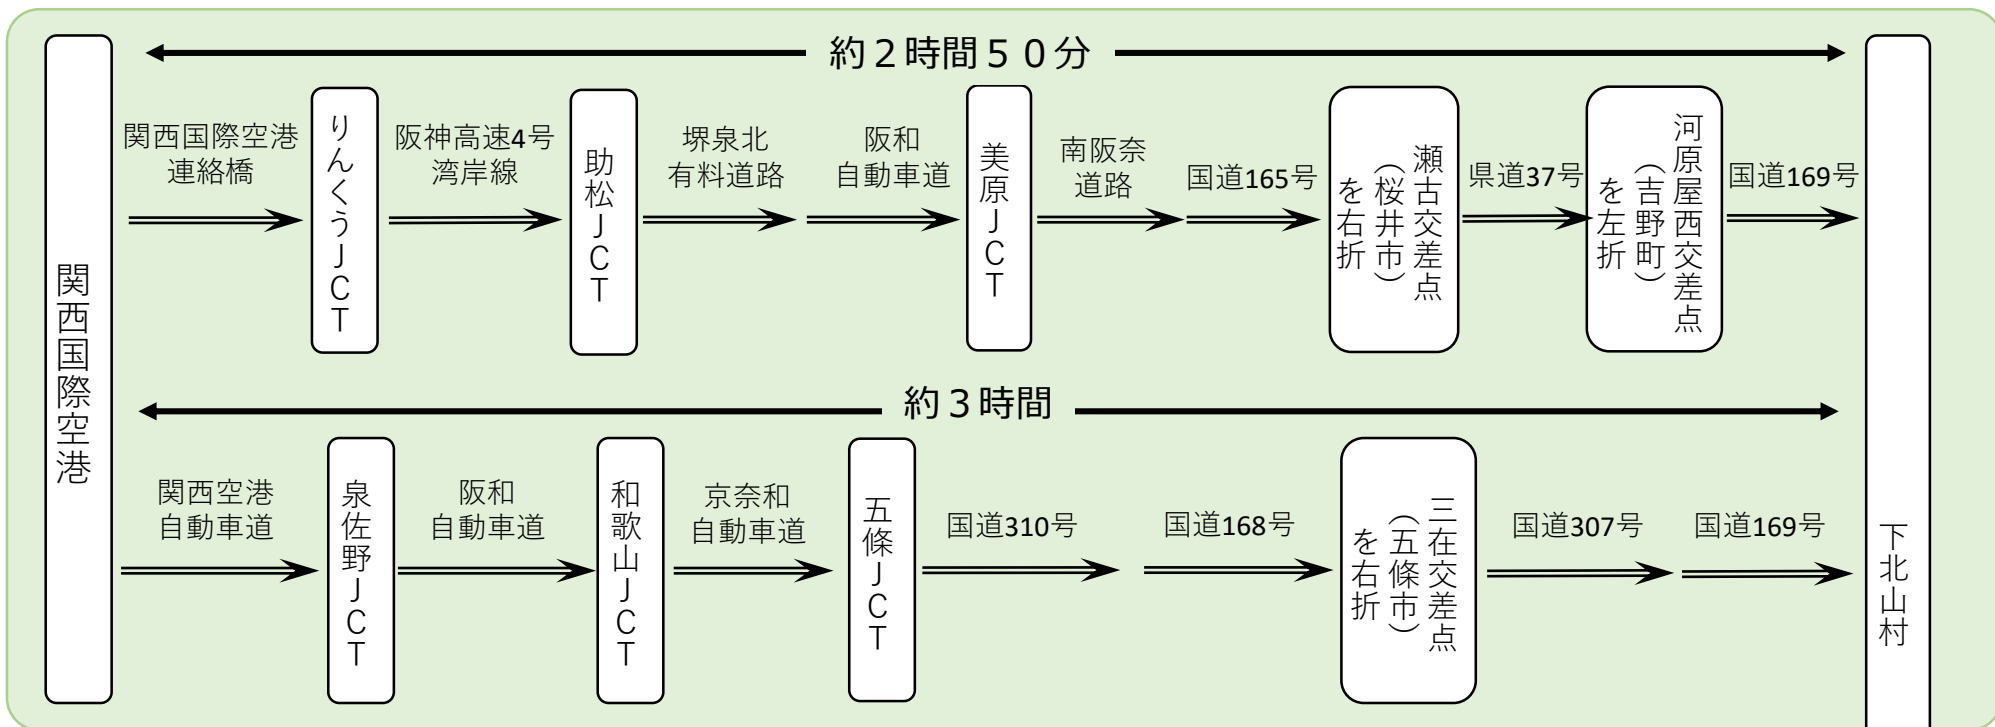 関西国際空港
約２時間５０分
関西国際空港
連絡橋
りんくうJCT
阪神高速4号
湾岸線
助松JCT
堺泉北
有料道路
阪和
自動車道
美原JCT
南阪奈
道路
国道165号
瀬古交差点
（桜井市）
を右折
県道37号
河原屋西交差点
（吉野町）
を左折
国道169号
約３時間
関西空港
自動車道
泉佐野JCT
阪和
自動車道
和歌山JCT
京奈和
自動車道
五條JCT
国道310号
国道168号
三在交差点
（五條市）
を右折
国道307号
国道169号
下北山村